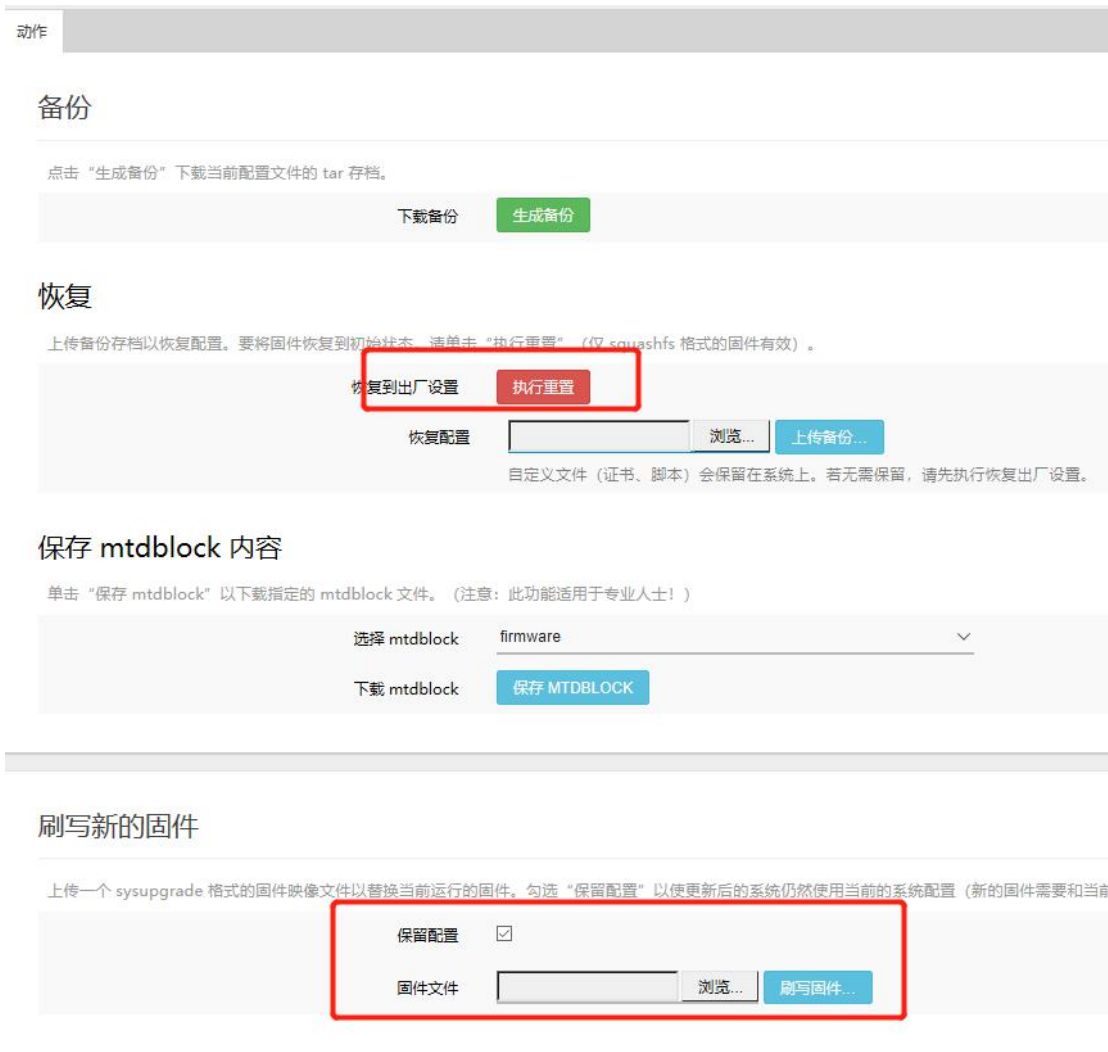 动作
备份
点击“生成备份”下载当前配置文件的 tar 存档。
下载备份 生成备份
恢复
上传备份存档以恢复配置。要将固件恢复到初始状态，请单击“执行重置”（仅 squashfs 格式的固件有效）。
恢复到出厂设置 执行重置
恢复配置 浏览... 上传备份...
自定义文件（证书、脚本）会保留在系统上。若无需保留，请先执行恢复出厂设置。
保存 mtdblock 内容
单击“保存 mtdblock”以下载指定的 mtdblock 文件。（注意：此功能适用于专业人士！）
选择 mtdblock firmware
下载 mtdblock 保存 MTDBLOCK
刷写新的固件
上传一个 sysupgrade 格式的固件映像文件以替换当前运行的固件。勾选“保留配置”以使更新后的系统仍然使用当前的系统配置（新的固件需要和当前
保留配置
固件文件 浏览... 刷写固件...